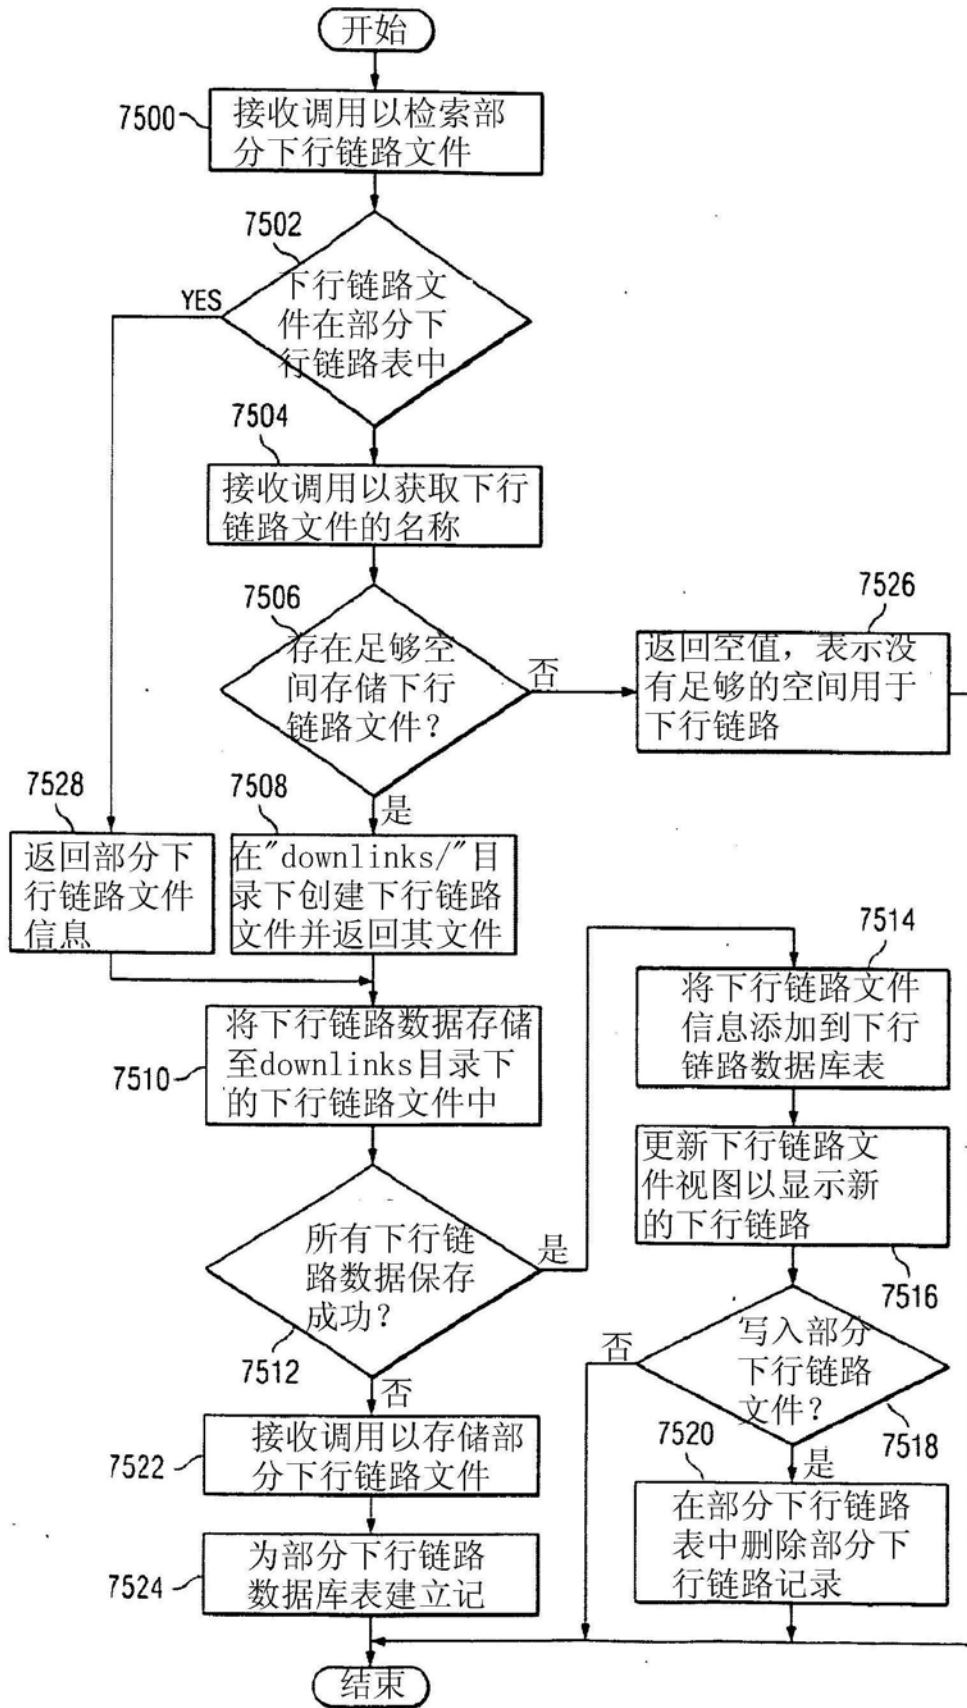 开始
7500
接收调用以检索部
分下行链路文件
7502
下行链路文
件在部分下
行链路表中
YES
7504
接收调用以获取下行
链路文件的名称
7506
存在足够空
间存储下行
链路文件?
否
7526
返回空值，表示没
有足够的空间用于
下行链路
是
7528
返回部分下
行链路文件
信息
7508
在"downlinks/"目
录下创建下行链路
文件并返回其文件
7510
将下行链路数据存储
至downlinks目录下
的下行链路文件中
7512
所有下行链
路数据保存
成功?
是
7514
将下行链路文件
信息添加到下行
链路数据库表
更新下行链路文
件视图以显示新
的下行链路
7516
写入部分
下行链路
文件?
否
7518
是
7520
在部分下行链路
表中删除部分下
行链路记录
否
7522
接收调用以存储部
分下行链路文件
7524
为部分下行链路
数据库表建立记
结束